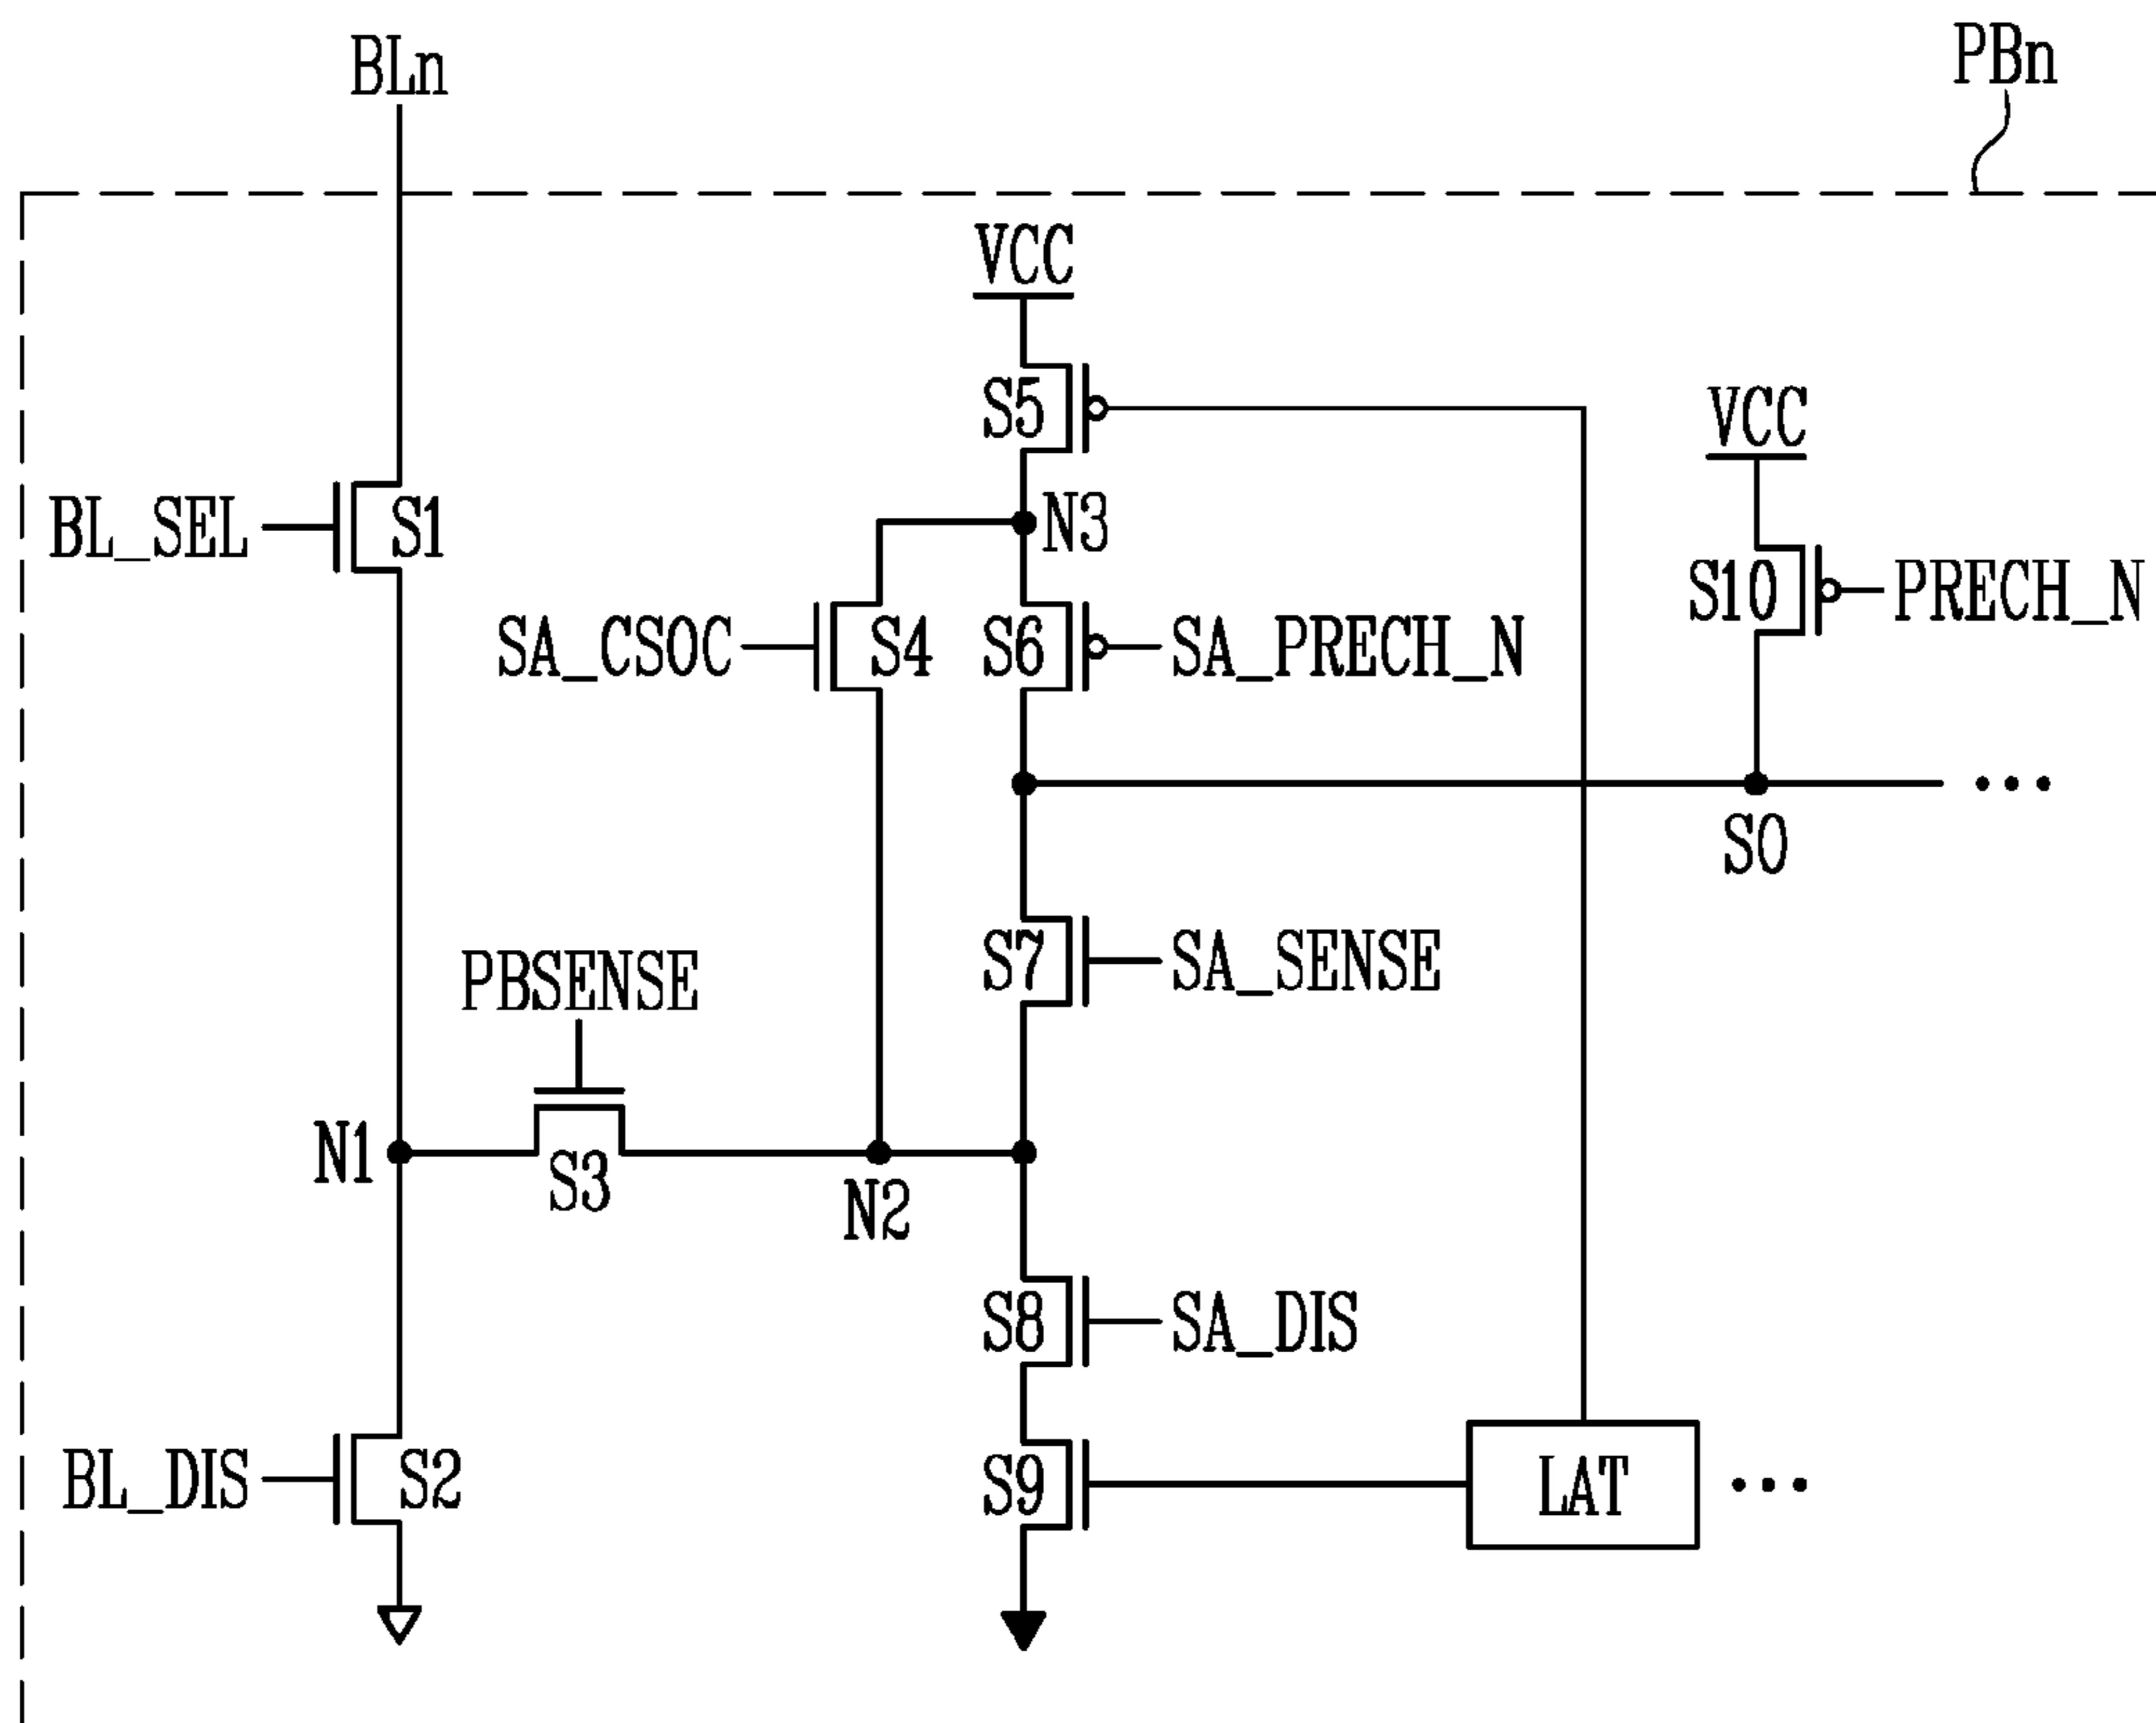 BLn
PBn
VCC
S5
VCC
N3
BL_SEL
S1
S10
PRECH_N
SA_CSOC
S4
S6
SA_PRECH_N
SO
S7
SA_SENSE
PBSENSE
N1
S3
N2
S8
SA_DIS
BL_DIS
S2
S9
LAT